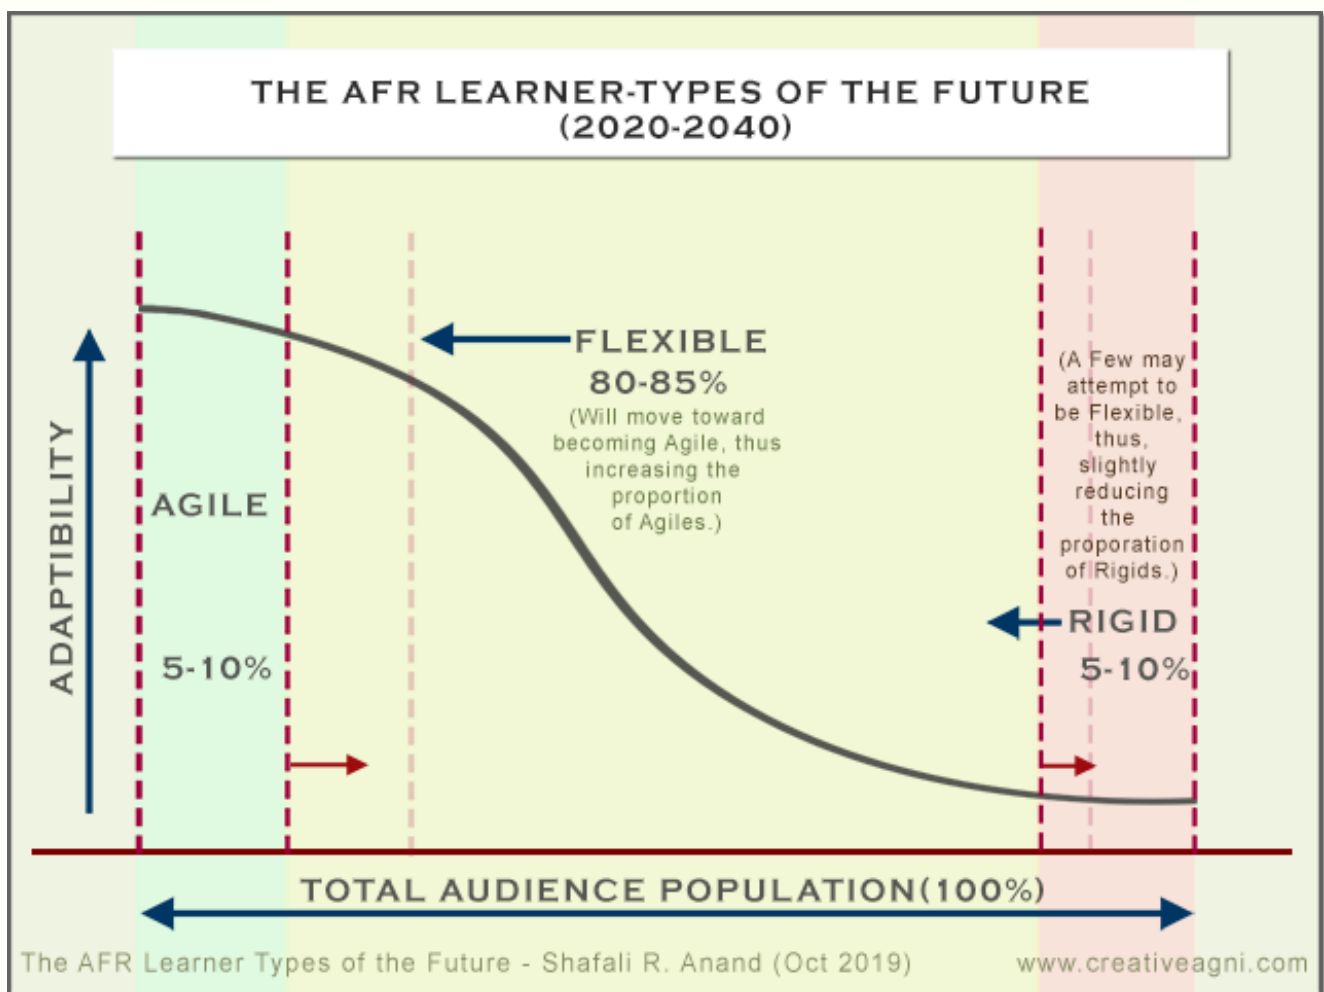 THE AFR LEARNER-TYPES OF THE FUTURE
(2020-2040)
ADAPTIBILITY
AGILE
5-10%
FLEXIBLE
80-85%
(Will move toward
becoming Agile, thus
increasing the
proportion
of Agiles.)
(A Few may
attempt to
be Flexible,
thus,
slightly
reducing
the
proporation
of Rigids.)
RIGID
5-10%
TOTAL AUDIENCE POPULATION(100%)
The AFR Learner Types of the Future - Shafali R. Anand (Oct 2019)
www.creativeagni.com